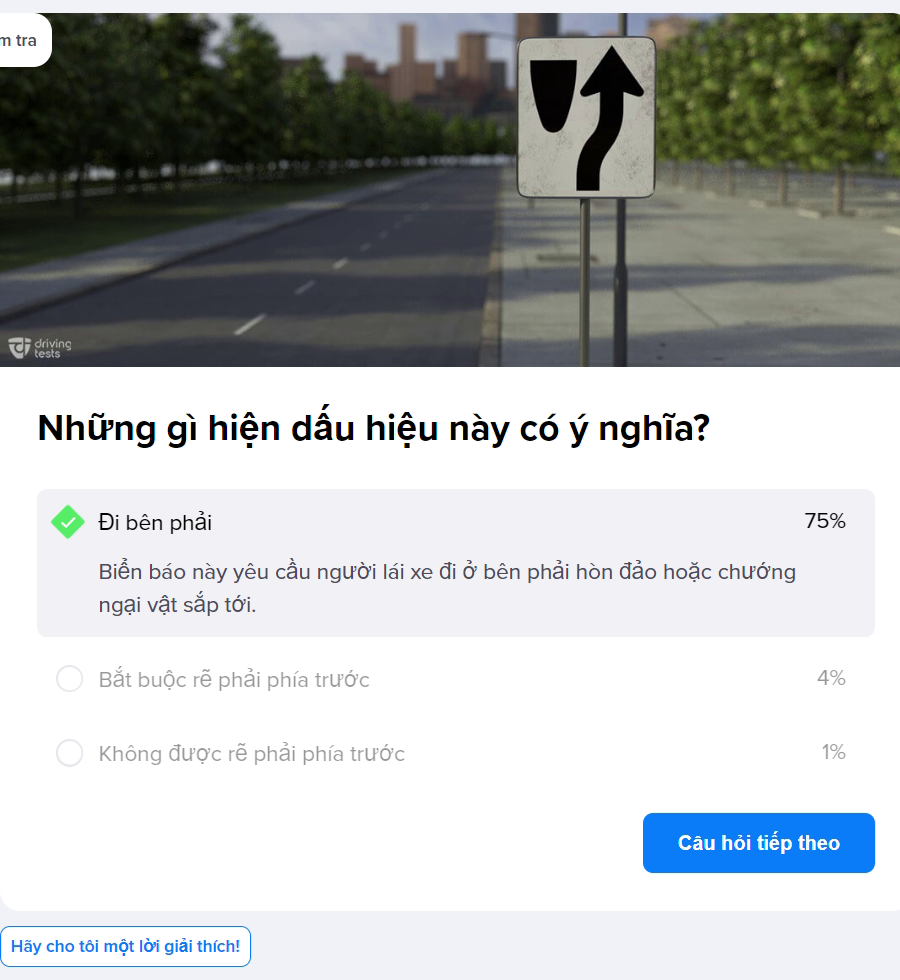 m tra
driving
tests
Những gì hiện dấu hiệu này có ý nghĩa?
Đi bên phải 75%
Biển báo này yêu cầu người lái xe đi ở bên phải hòn đảo hoặc chướng
ngại vật sắp tới.
Bắt buộc rẽ phải phía trước 4%
Không được rẽ phải phía trước 1%
Câu hỏi tiếp theo
Hãy cho tôi một lời giải thích!